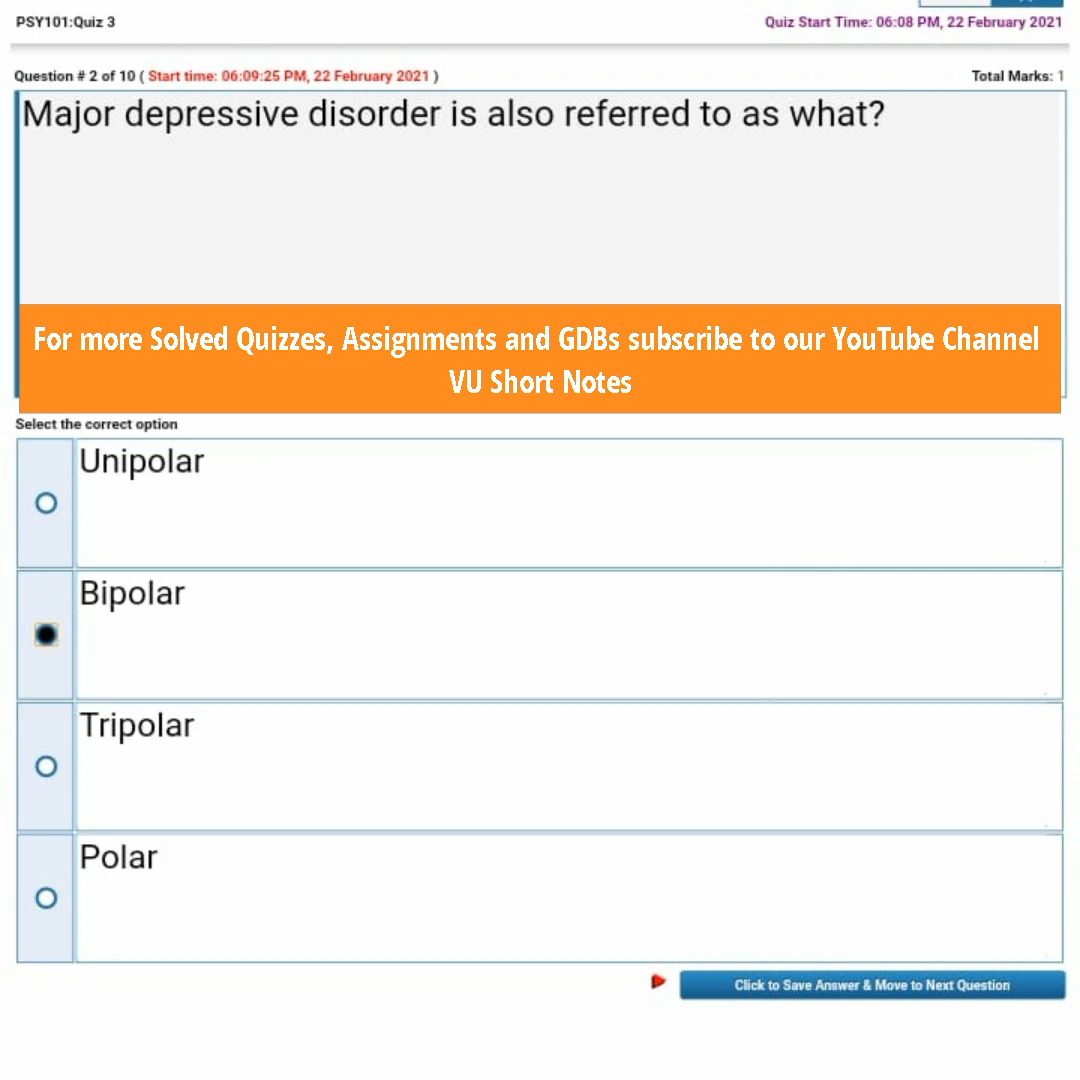 PSY101:Quiz 3
Quiz Start Time: 06:08 PM, 22 February 2021
Question # 2 of 10 ( Start time: 06:09:25 PM, 22 February 2021 )
Total Marks: 1
Major depressive disorder is also referred to as what?
For more Solved Quizzes, Assignments and GDBs subscribe to our YouTube Channel
VU Short Notes
Select the correct option
Unipolar
Bipolar
Tripolar
Polar
Click to Save Answer & Move to Next Question